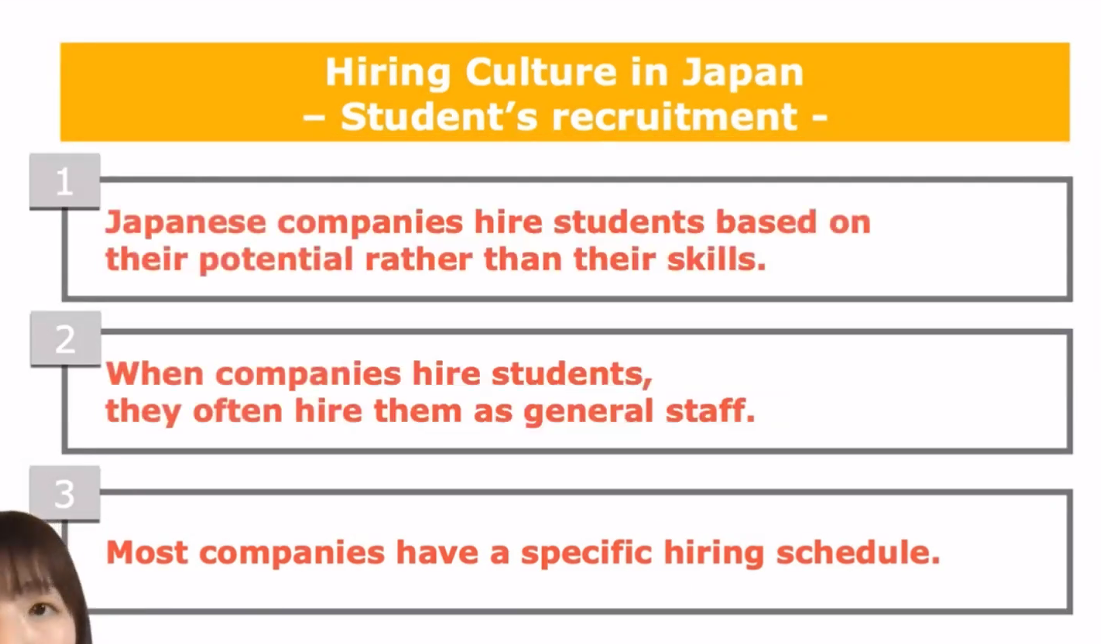 Hiring Culture in Japan
– Student’s recruitment -
1
Japanese companies hire students based on
their potential rather than their skills.
2
When companies hire students,
they often hire them as general staff.
3
Most companies have a specific hiring schedule.